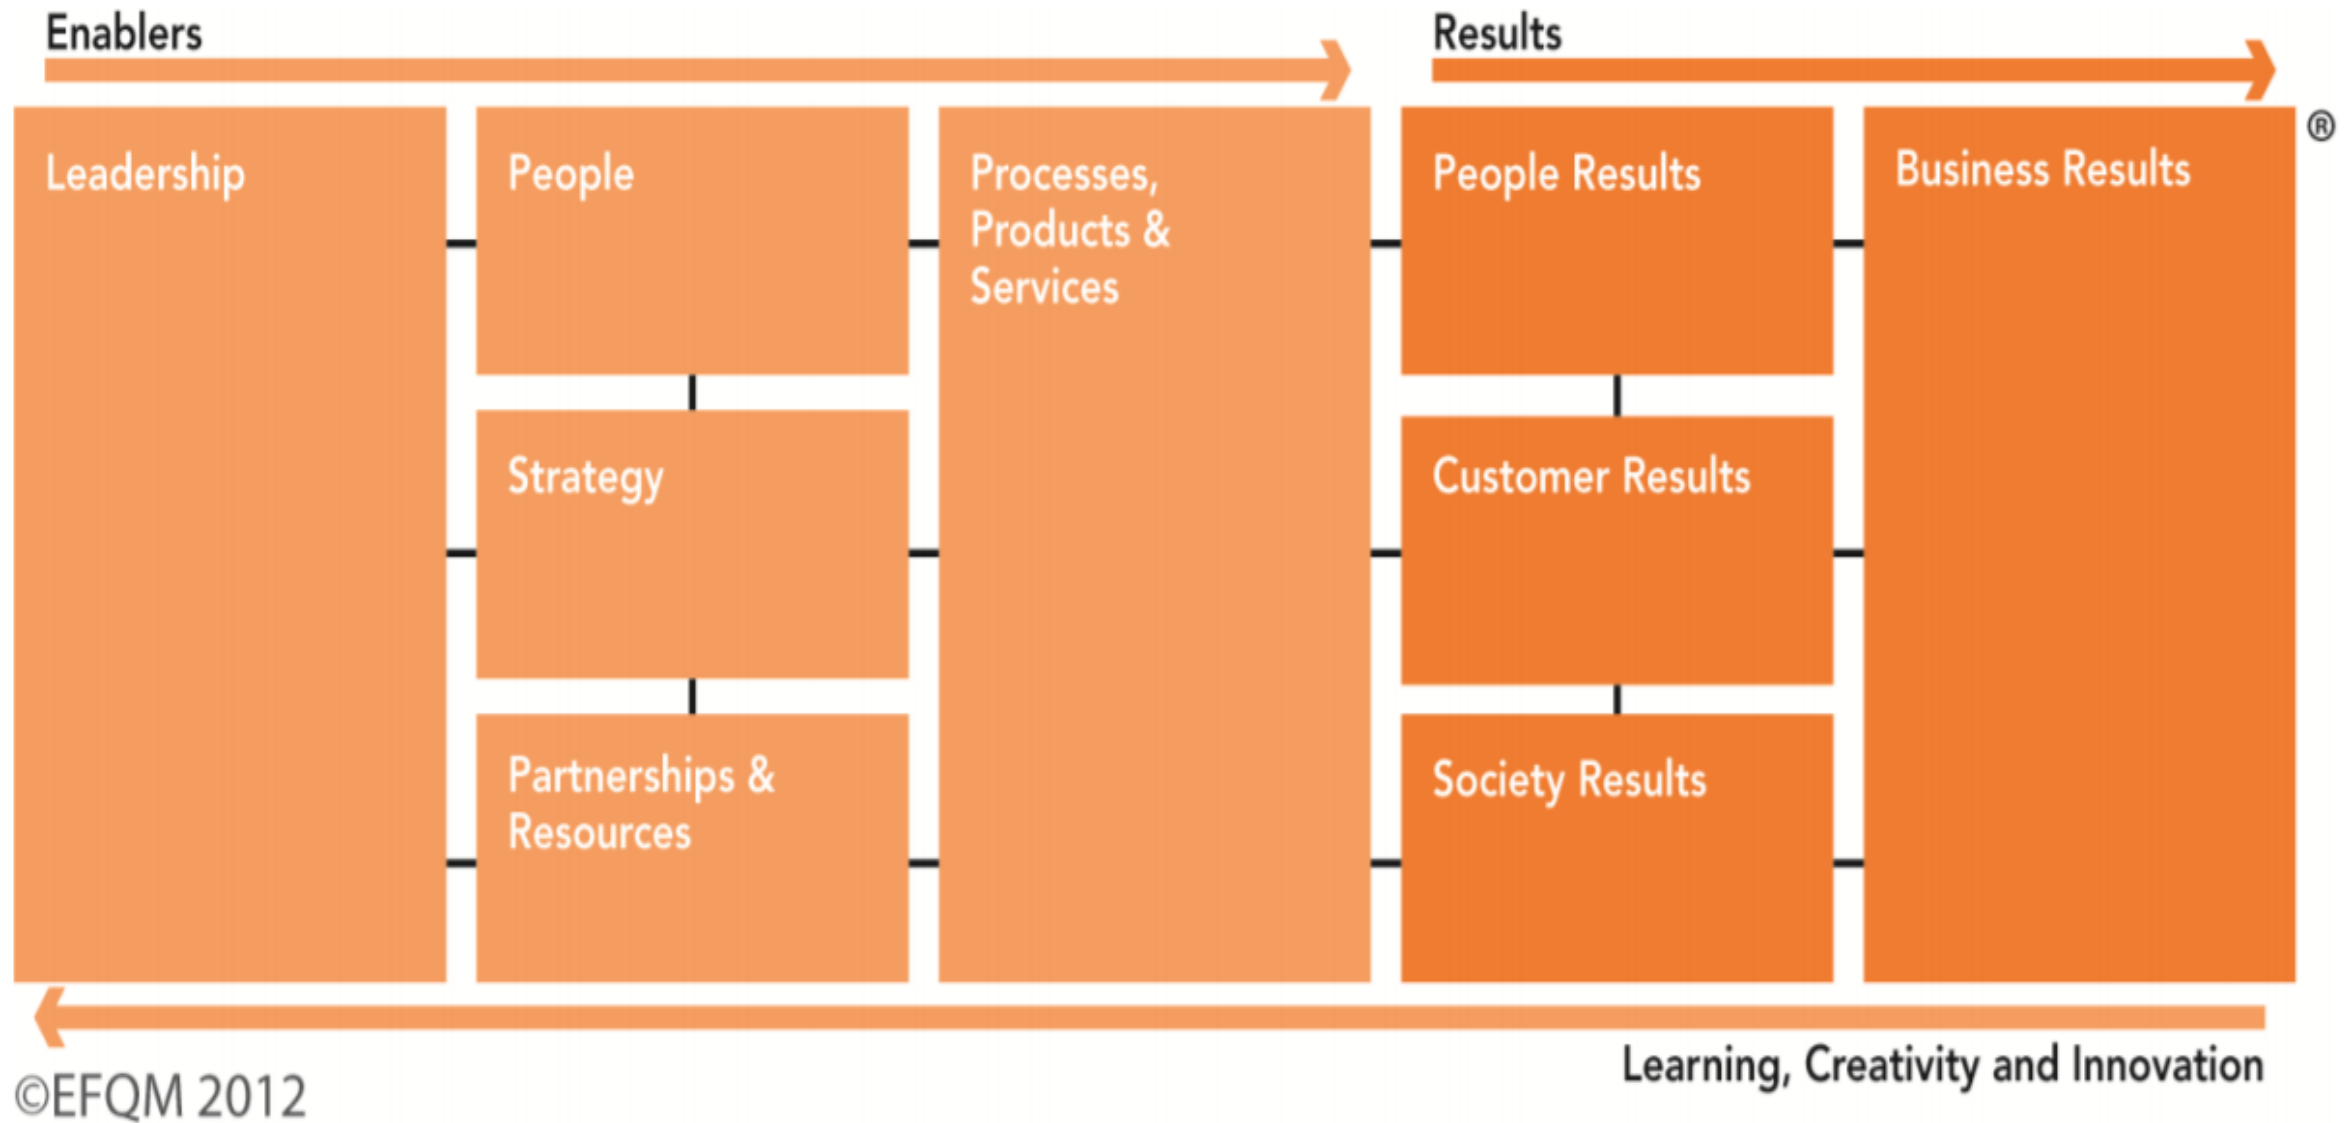 Enablers
Results
®
Leadership
People
Processes,
Products &
Services
People Results
Business Results
Strategy
Customer Results
Partnerships &
Resources
Society Results
Learning, Creativity and Innovation
©EFQM 2012